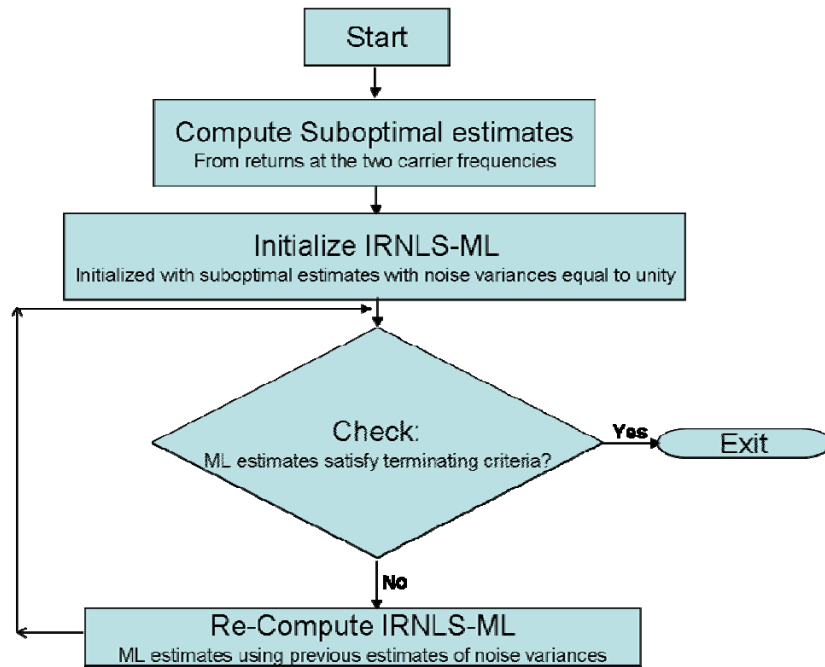 Start
Compute Suboptimal estimates
From returns at the two carrier frequencies
Initialize IRNLS-ML
Initialized with suboptimal estimates with noise variances equal to unity
Check:
ML estimates satisfy terminating criteria?
Yes
Exit
No
Re-Compute IRNLS-ML
ML estimates using previous estimates of noise variances